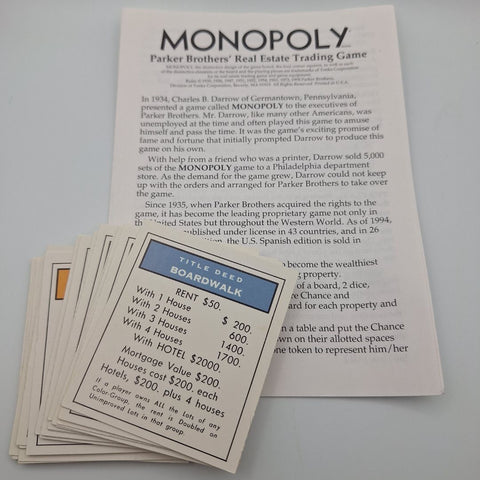 MONOPOLY
Parker Brothers' Real Estate Trading Game
In 1934, Charles B. Darrow of Germantown, Pennsylvania,
presented a game called MONOPOLY to the executives of
Parker Brothers. Mr. Darrow, like many other Americans, was
unemployed at the time and often played this game to amuse
himself and pass the time. It was the game's exciting promise of
fame and fortune that initially prompted Darrow to produce this
game on his own.
With help from a friend who was a printer, Darrow sold 5,000
sets of the MONOPOLY game to a Philadelphia department
store. As the demand for the game grew, Darrow could not keep
up with the orders and arranged for Parker Brothers to take over
the game.
Since 1935, when Parker Brothers acquired the rights to the
game, it has become the leading proprietary game not only in
the United States but throughout the Western World. As of 1994,
published under license in 43 countries, and in 26
the U.S. Spanish edition is sold in
become the wealthiest
property.
of a board, 2 dice,
Chance and
board for each property and
a table and put the Chance
down on their allotted spaces
one token to represent him/her
TITLE DEED
BOARDWALK
RENT $50.
With 1 House $ 200.
With 2 Houses 600.
With 3 Houses 1400.
With 4 Houses 1700.
With HOTEL $2000.
Mortgage Value $200.
Houses cost $200. each
Hotels, $200. plus 4 houses
If a player owns ALL the lots of any
Color-Group, the rent is Doubled on
Unimproved Lots in that group.